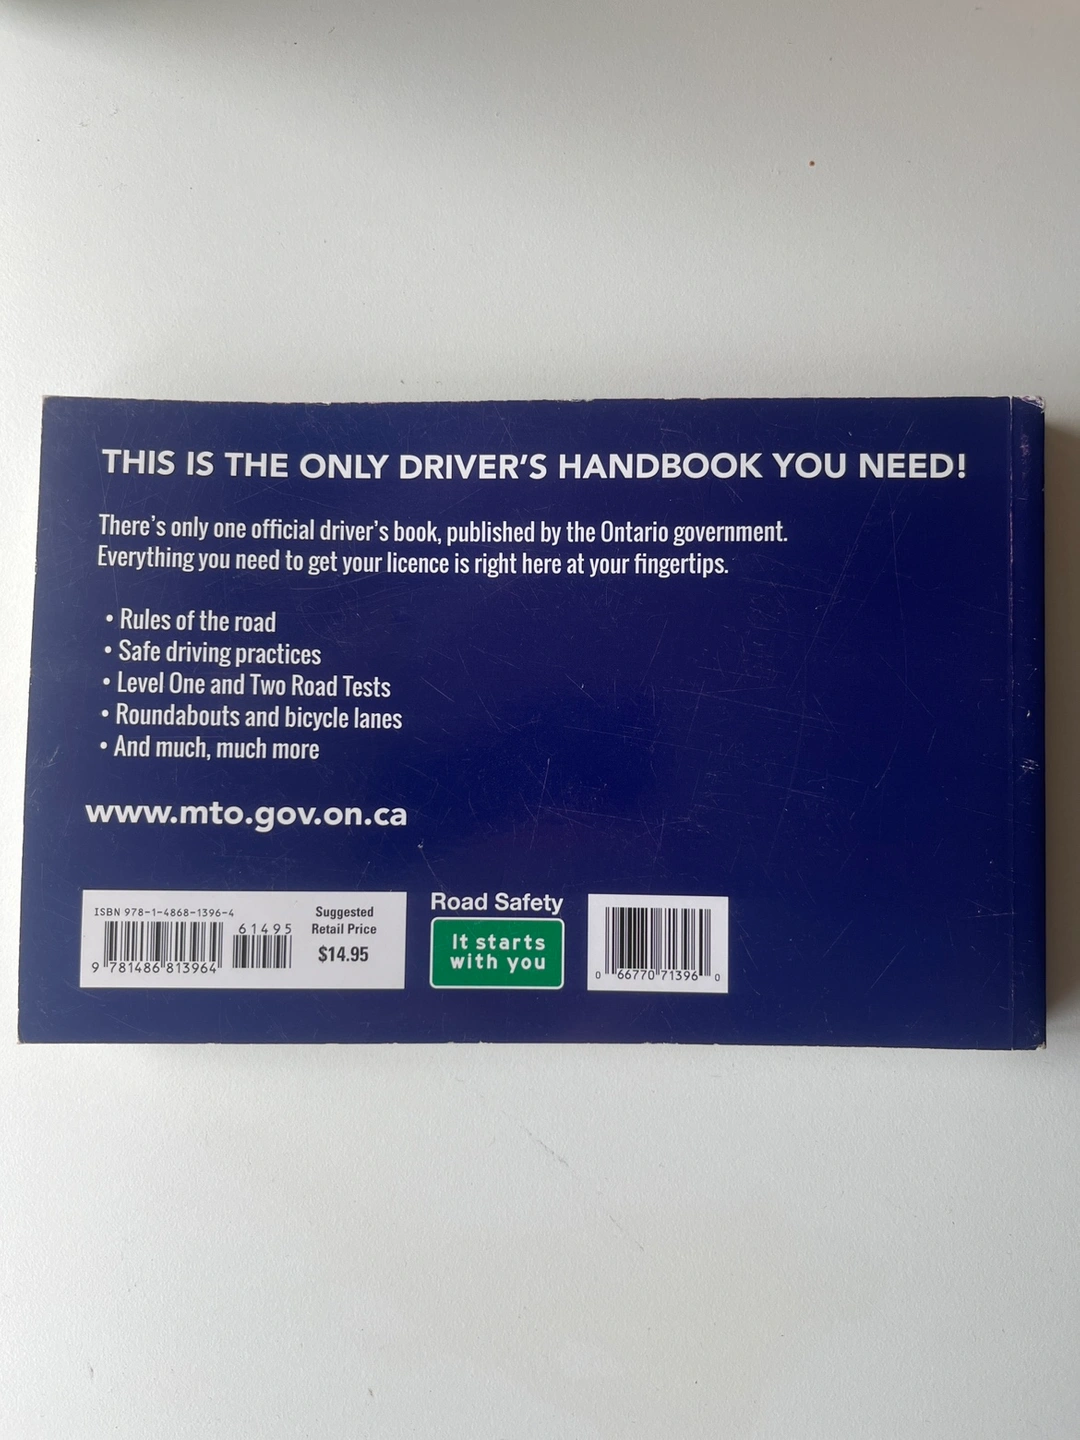 THIS IS THE ONLY DRIVER'S HANDBOOK YOU NEED!
There's only one official driver's book, published by the Ontario government.
Everything you need to get your licence is right here at your fingertips.
• Rules of the road
• Safe driving practices
• Level One and Two Road Tests
• Roundabouts and bicycle lanes
• And much, much more
www.mto.gov.on.ca
ISBN 978-1-4868-1396-4
61495
9 781486 813964
Suggested
Retail Price
$14.95
Road Safety
It starts
with you
0 66770 71396 0